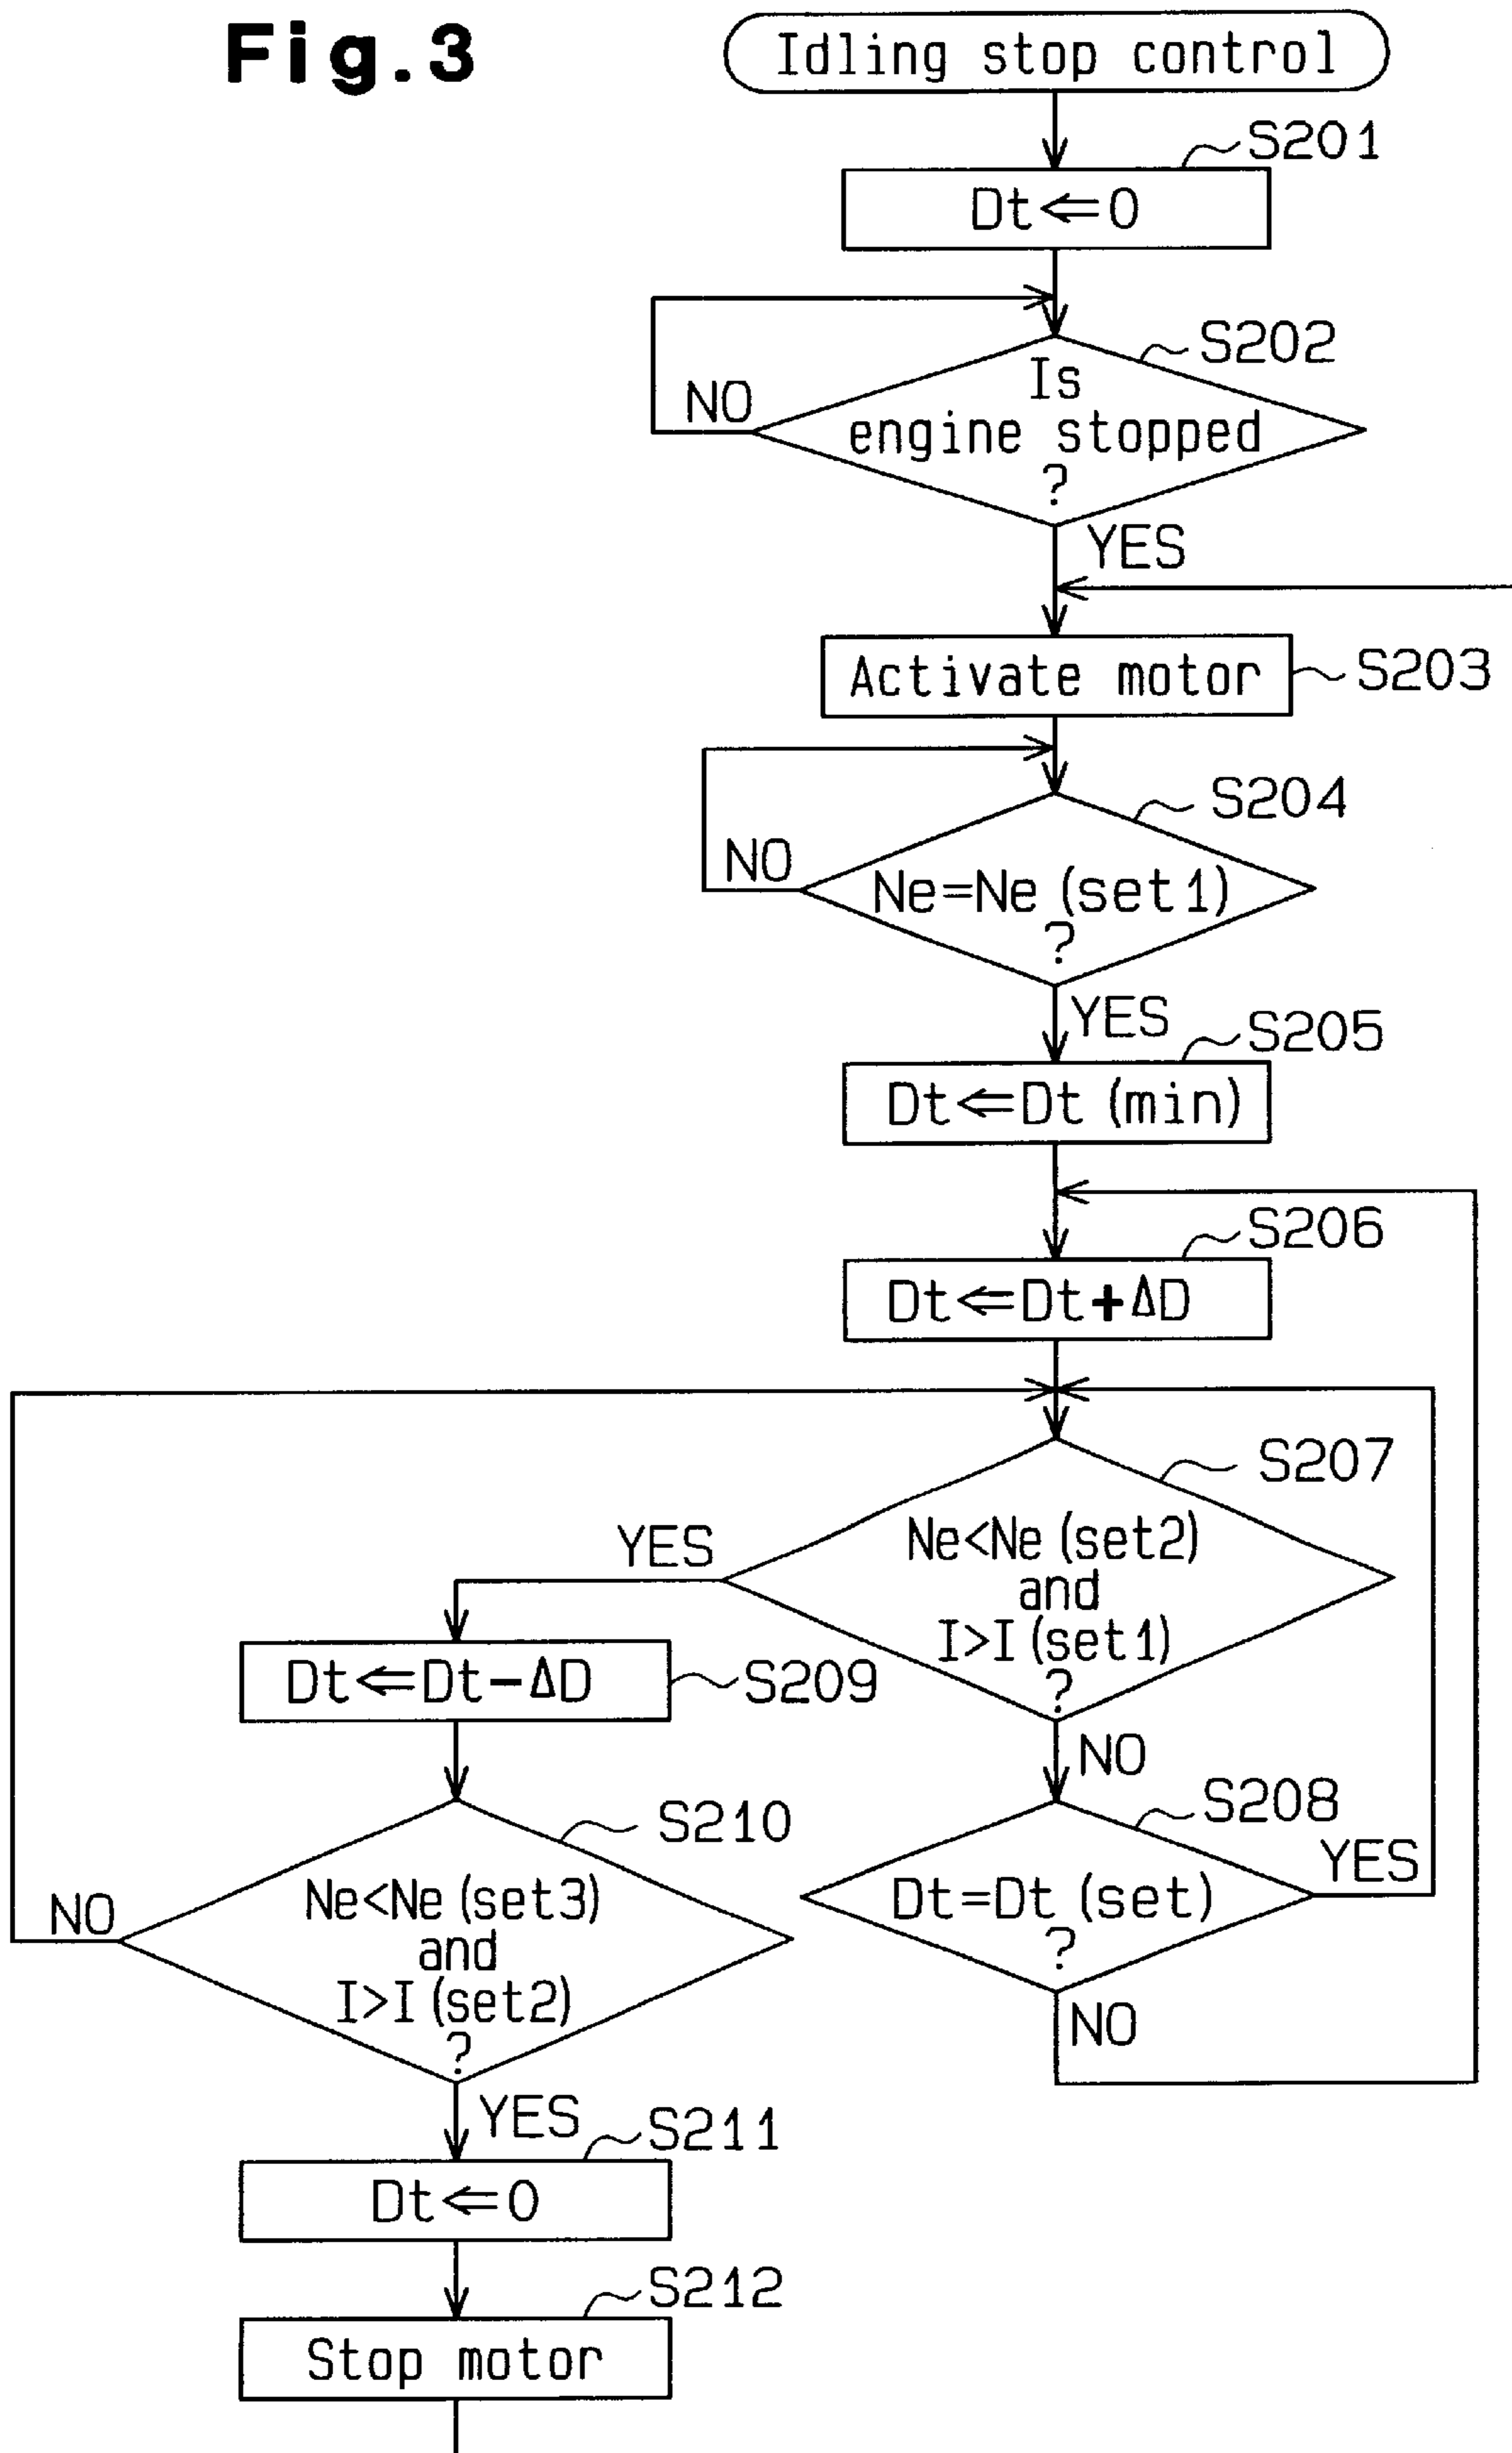 Fig.3
Idling stop control
S201
Dt⇐0
S202
Is
engine stopped
?
NO
YES
Activate motor
S203
S204
NO
Ne=Ne (set1)
?
YES
S205
Dt⇐Dt (min)
S206
Dt⇐Dt+ΔD
S207
YES
Ne<Ne (set2)
and
I>I (set1)
?
Dt⇐Dt-ΔD
S209
NO
S208
S210
YES
Dt=Dt (set)
?
NO
Ne<Ne (set3)
and
I>I (set2)
?
NO
YES
S211
Dt⇐0
S212
Stop motor